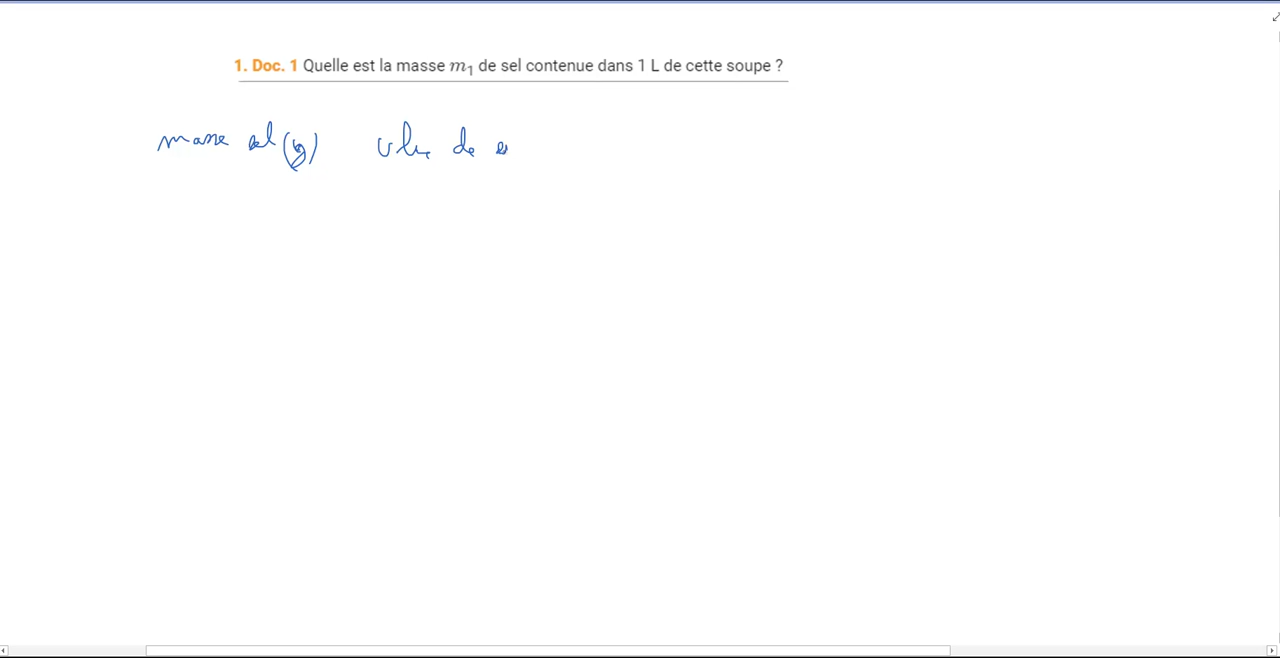 1. Doc. 1 Quelle est la masse m₁ de sel contenue dans 1 L de cette soupe ?
masse sel (g) de